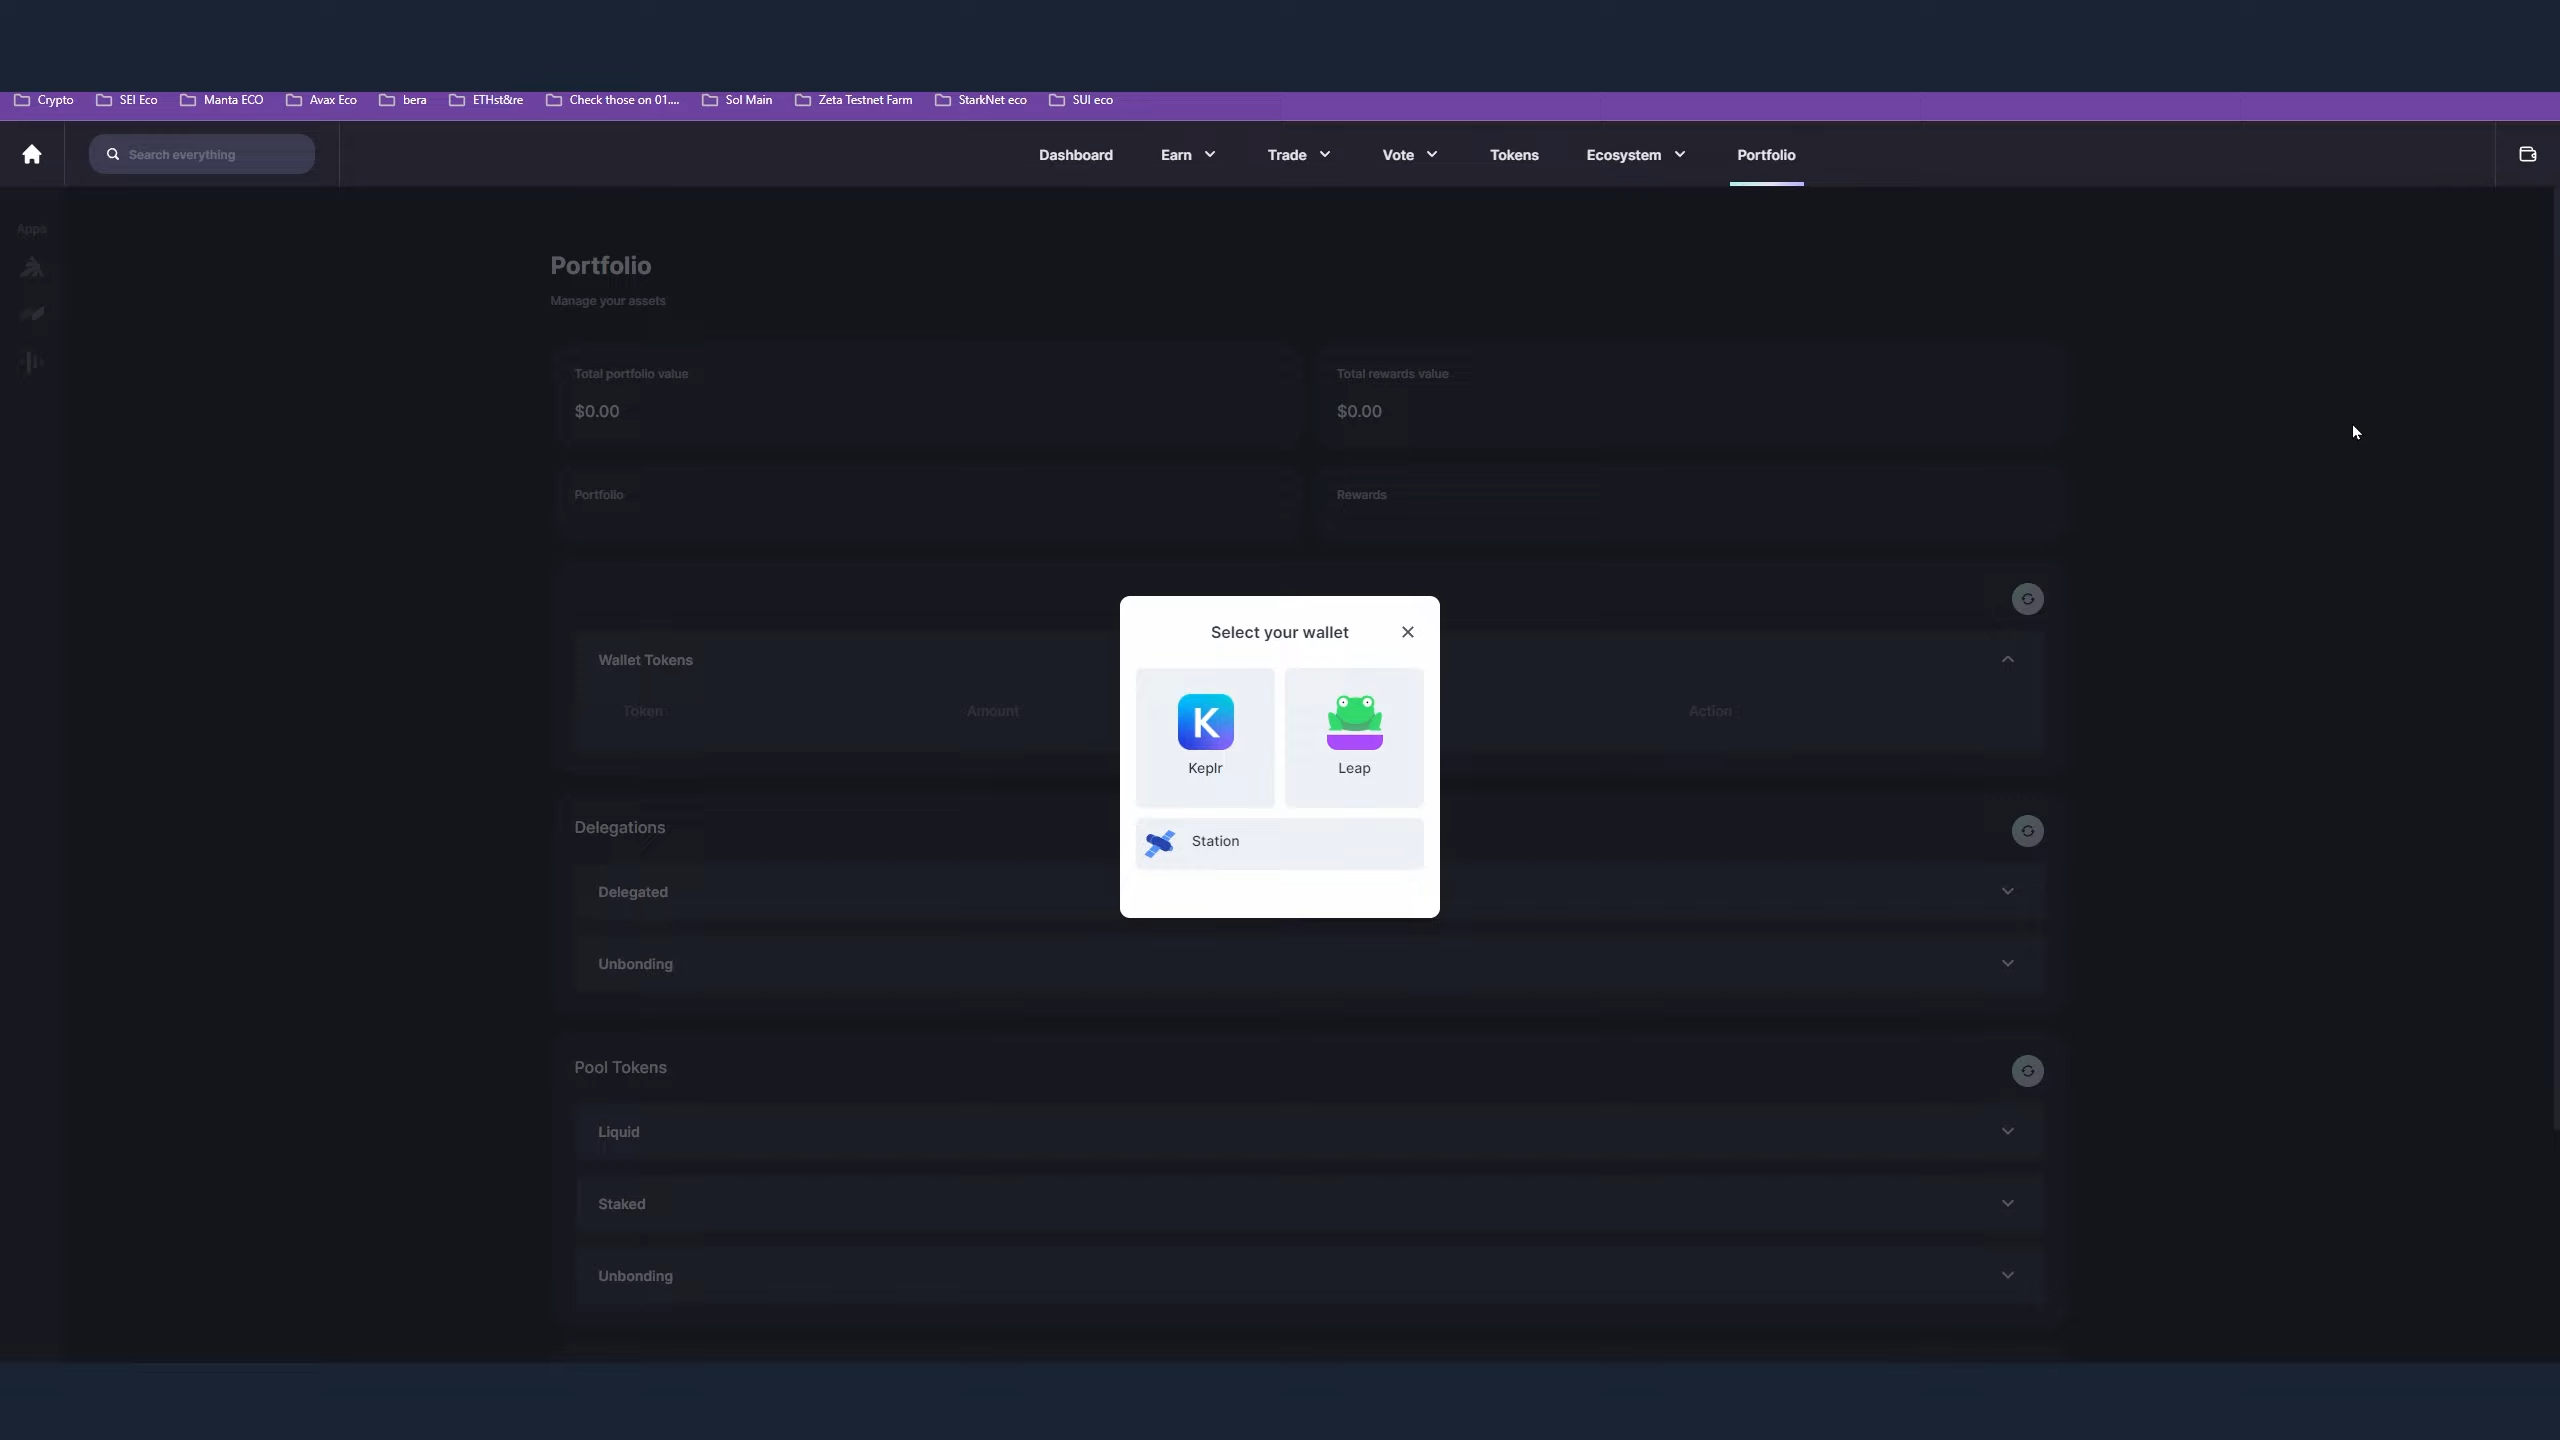 Crypto SEI Eco Manta ECO Avax Eco bera ETHst&re Check those on 01.... Sol Main Zeta Testnet Farm StarkNet eco SUI eco
Search everything Dashboard Earn Trade Vote Tokens Ecosystem Portfolio
Apps
Portfolio
Manage your assets
Total portfolio value Total rewards value
$0.00 $0.00
Portfolio Rewards
Select your wallet
Wallet Tokens
Token Amount Action
K
Keplr Leap
Station
Delegations
Delegated
Unbonding
Pool Tokens
Liquid
Staked
Unbonding